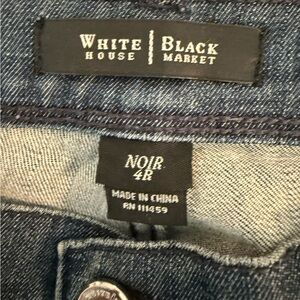 WHITE | BLACK
HOUSE | MARKET
NOIR
4R
MADE IN CHINA
RN 111459